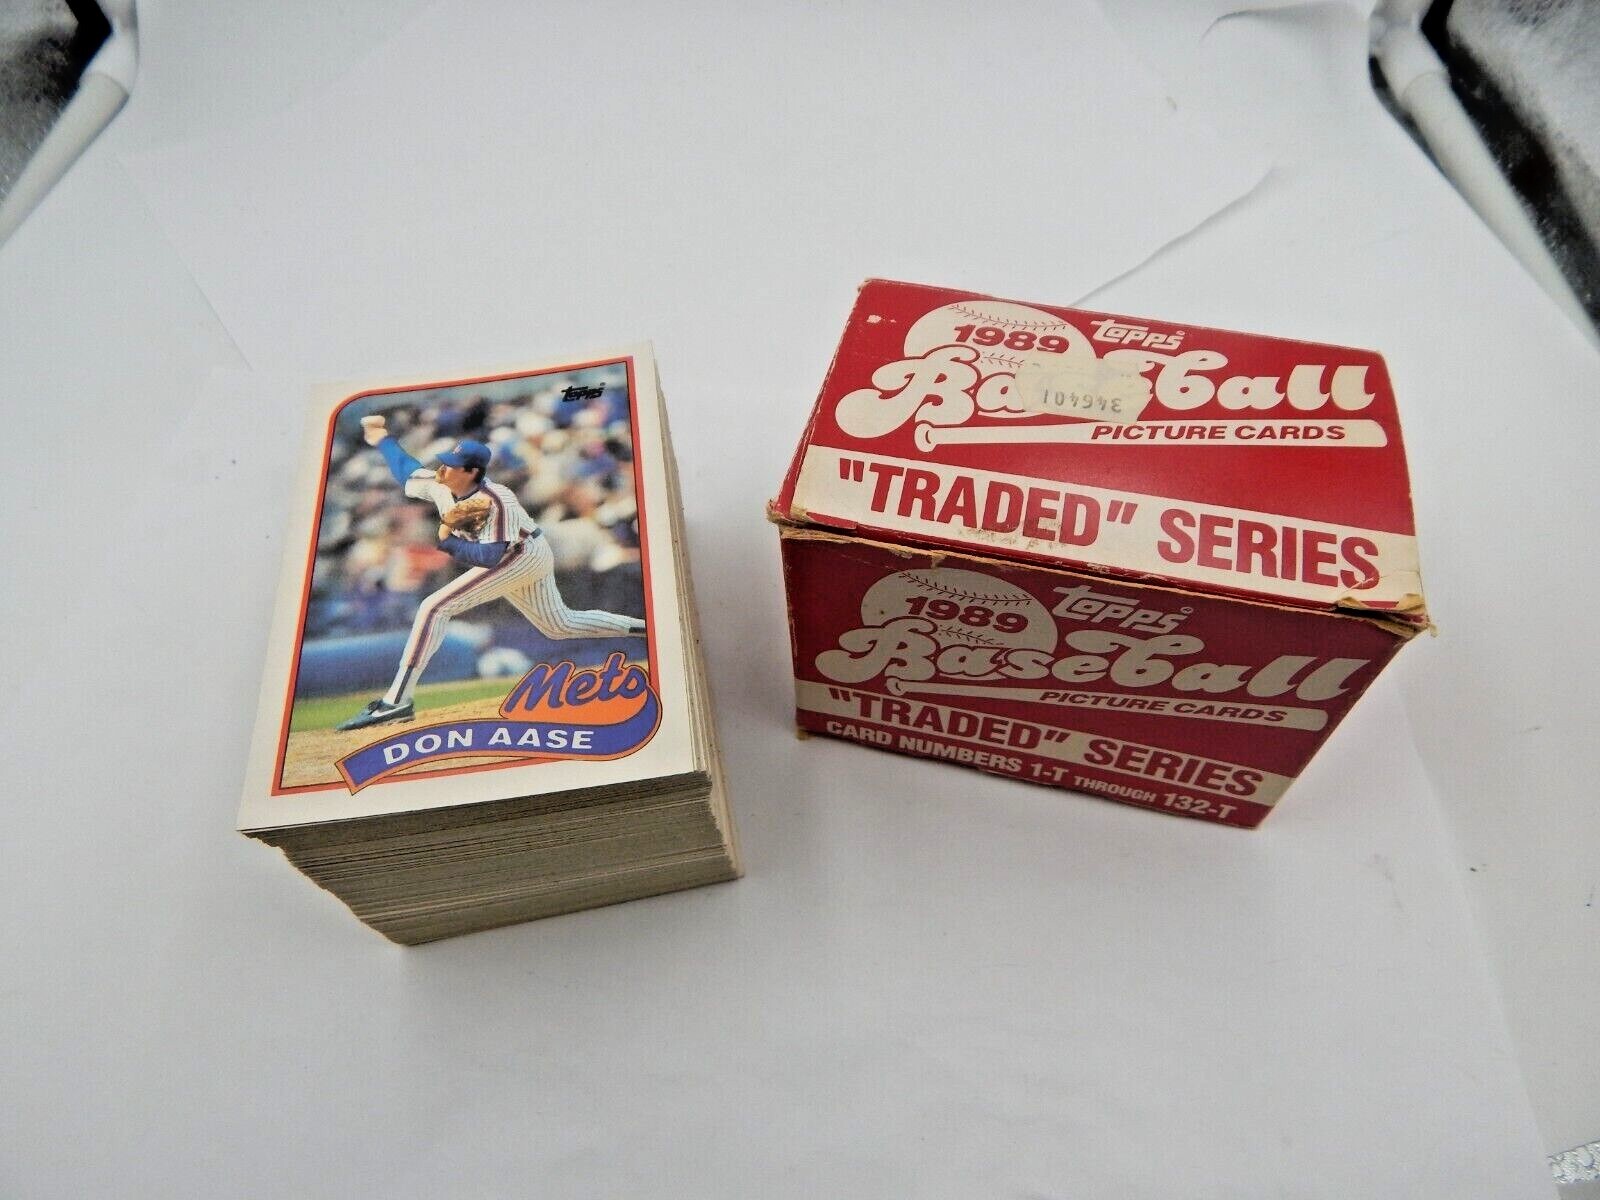 Topps
Mets
DON AASE
1989 Topps
Baseball
346401
PICTURE CARDS
"TRADED" SERIES
1989 Topps
Baseball
PICTURE CARDS
"TRADED" SERIES
CARD NUMBERS 1-T THROUGH 132-T